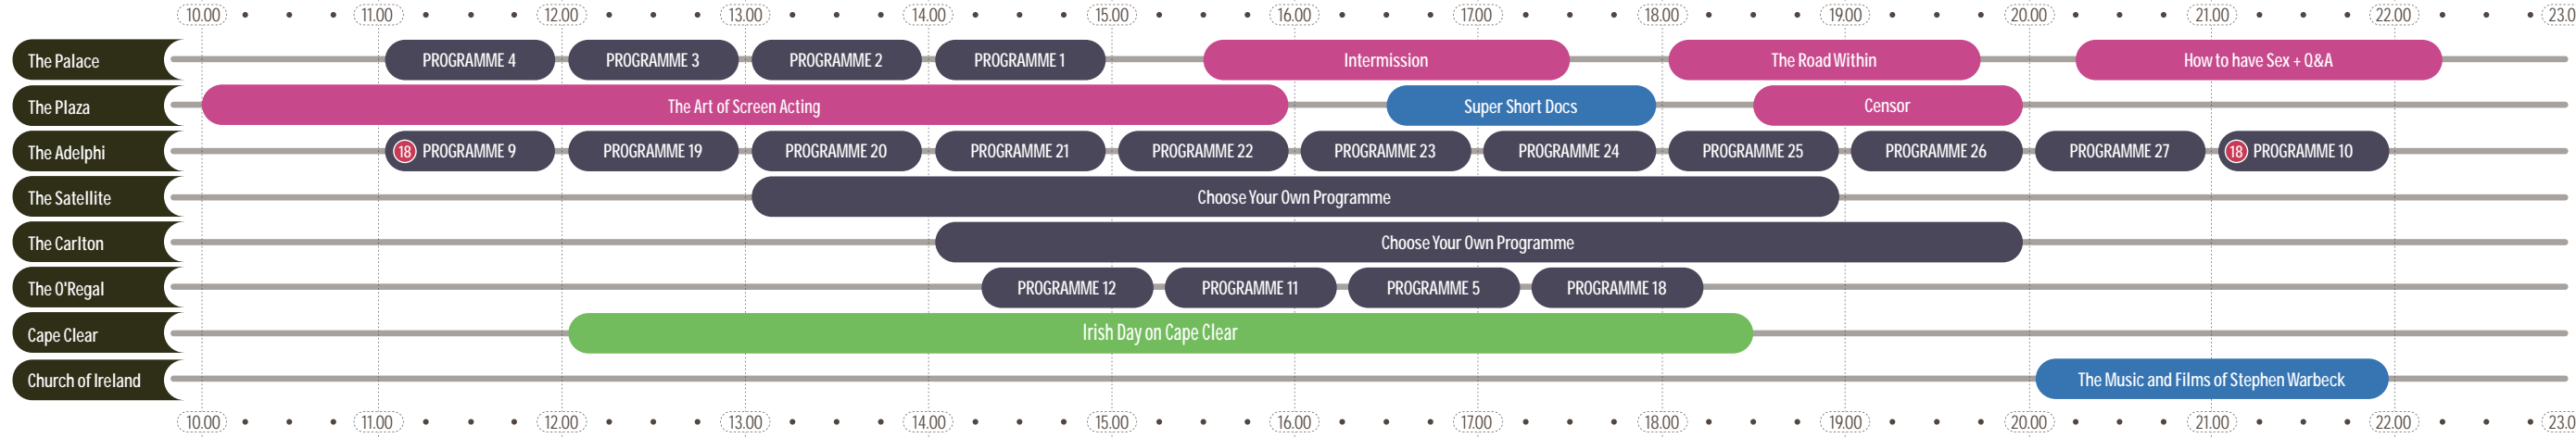 10.00 11.00 12.00 13.00 14.00 15.00 16.00 17.00 18.00 19.00 20.00 21.00 22.00 23.0
The Palace PROGRAMME 4 PROGRAMME 3 PROGRAMME 2 PROGRAMME 1 Intermission The Road Within How to have Sex + Q&A
The Plaza The Art of Screen Acting Super Short Docs Censor
The Adelphi 18 PROGRAMME 9 PROGRAMME 19 PROGRAMME 20 PROGRAMME 21 PROGRAMME 22 PROGRAMME 23 PROGRAMME 24 PROGRAMME 25 PROGRAMME 26 PROGRAMME 27 18 PROGRAMME 10
The Satellite Choose Your Own Programme
The Carlton Choose Your Own Programme
The O'Regal PROGRAMME 12 PROGRAMME 11 PROGRAMME 5 PROGRAMME 18
Cape Clear Irish Day on Cape Clear
Church of Ireland The Music and Films of Stephen Warbeck
10.00 11.00 12.00 13.00 14.00 15.00 16.00 17.00 18.00 19.00 20.00 21.00 22.00 23.0